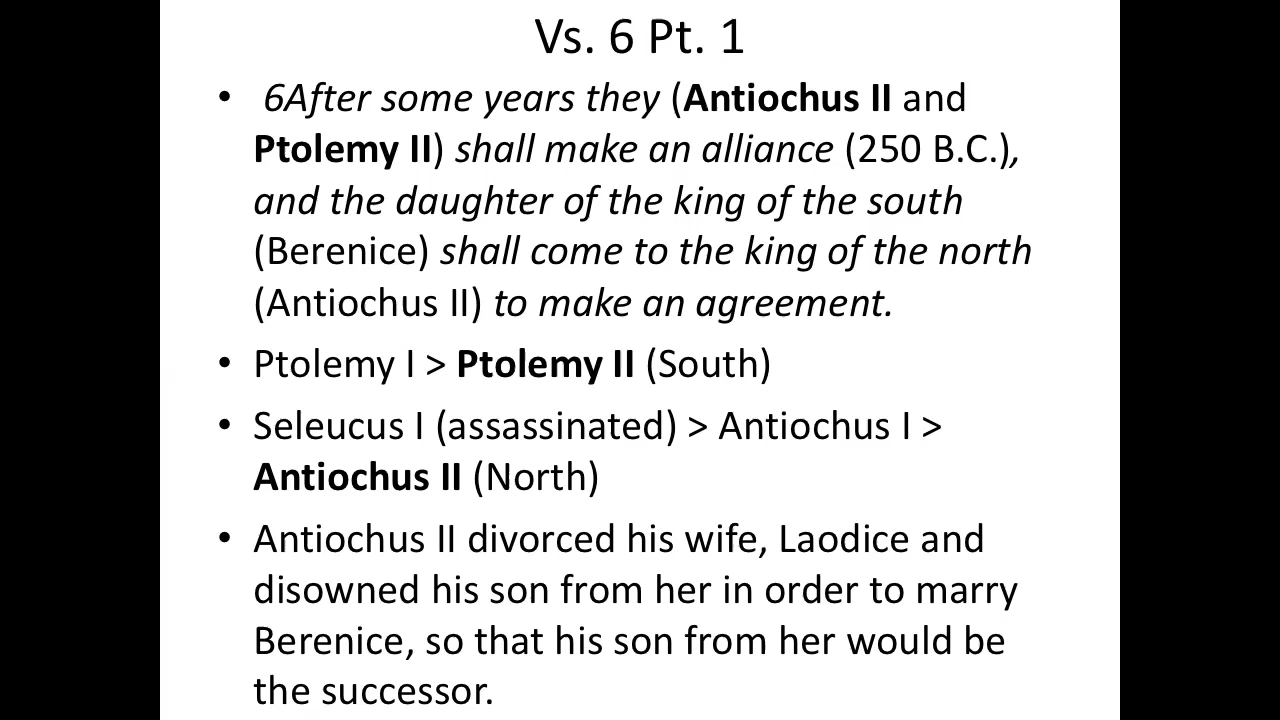 Vs. 6 Pt. 1
• 6After some years they (Antiochus II and
Ptolemy II) shall make an alliance (250 B.C.),
and the daughter of the king of the south
(Berenice) shall come to the king of the north
(Antiochus II) to make an agreement.
• Ptolemy I > Ptolemy II (South)
• Seleucus I (assassinated) > Antiochus I >
Antiochus II (North)
• Antiochus II divorced his wife, Laodice and
disowned his son from her in order to marry
Berenice, so that his son from her would be
the successor.